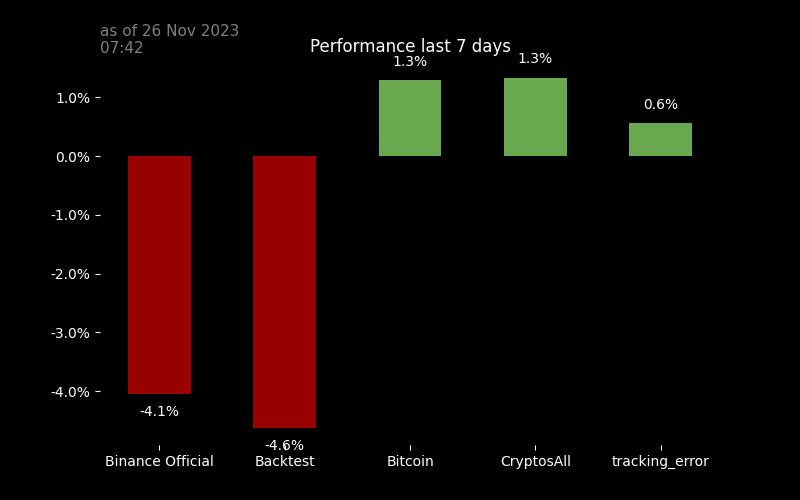 as of 26 Nov 2023
07:42
Performance last 7 days
1.3%
1.3%
0.6%
1.0%
0.0%
-1.0%
-2.0%
-3.0%
-4.0%
-4.1%
-4.6%
Binance Official
Backtest
Bitcoin
CryptosAll
tracking_error